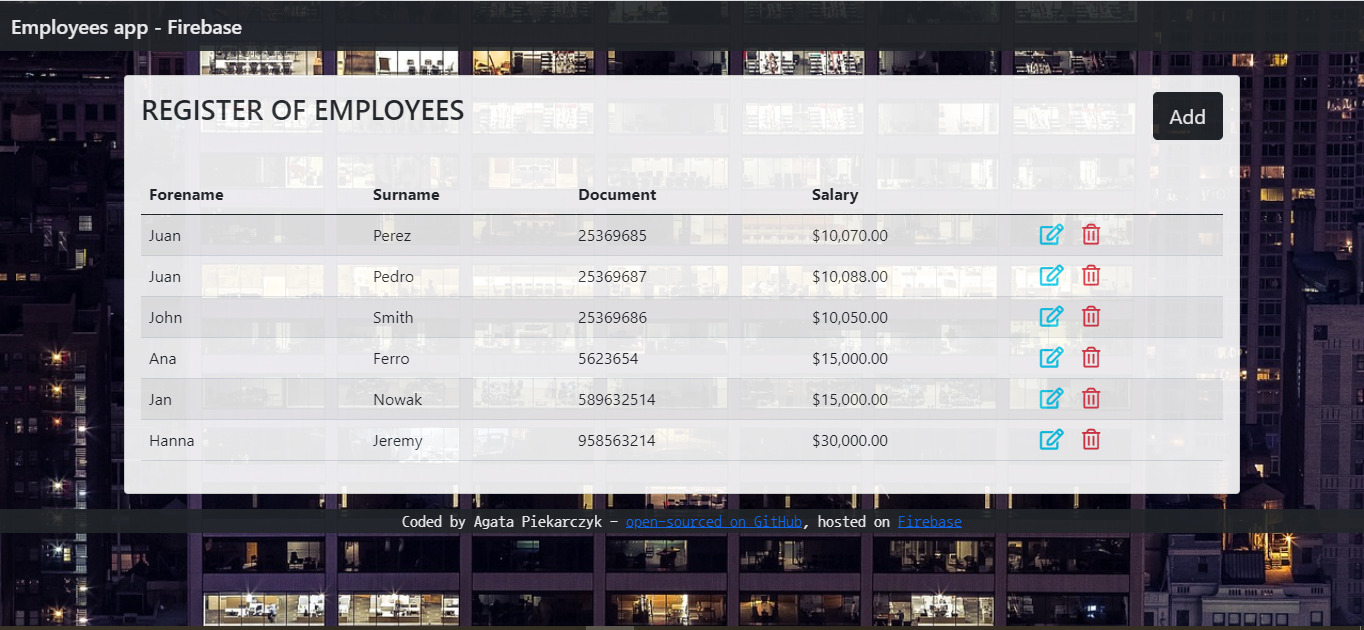 Employees app - Firebase
REGISTER OF EMPLOYEES
Add
Forename Surname Document Salary
Juan Perez 25369685 $10,070.00
Juan Pedro 25369687 $10,088.00
John Smith 25369686 $10,050.00
Ana Ferro 5623654 $15,000.00
Jan Nowak 589632514 $15,000.00
Hanna Jeremy 958563214 $30,000.00
Coded by Agata Piekarczyk – open-sourced on GitHub, hosted on Firebase